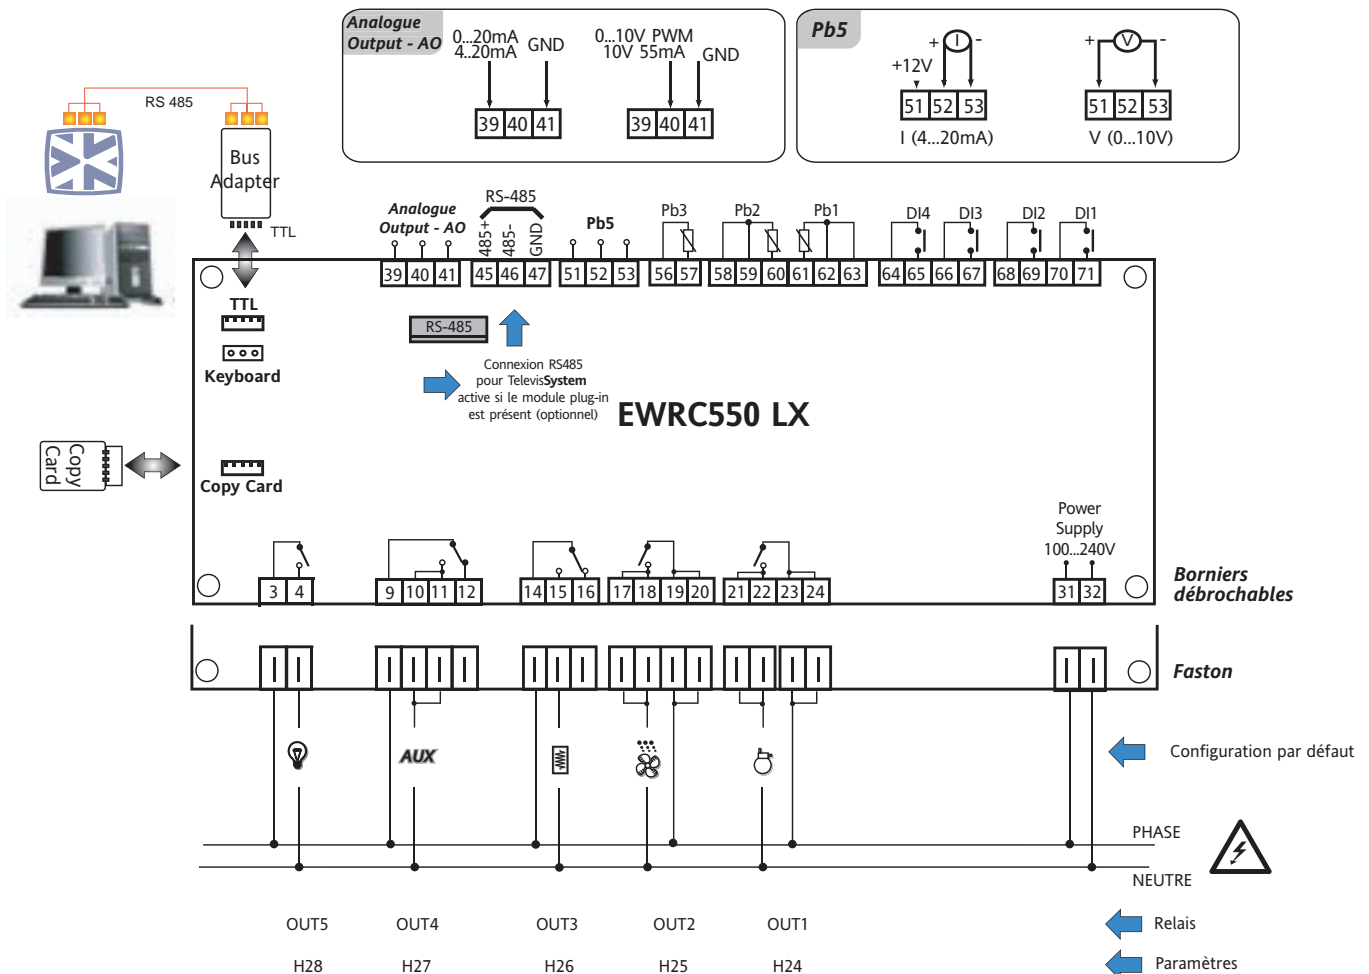 Analogue
Output - AO
0...20mA
4..20mA
GND
0...10V PWM
10V 55mA
GND
39 40 41
39 40 41
Pb5
+ I -
+12V
51 52 53
I (4...20mA)
+ V -
51 52 53
V (0...10V)
RS 485
Bus
Adapter
TTL
Analogue
Output - AO
RS-485
485+
485-
GND
Pb5
Pb3
Pb2
Pb1
DI4
DI3
DI2
DI1
39 40 41
45 46 47
51 52 53
56 57
58 59 60 61 62 63
64 65 66 67
68 69 70 71
TTL
Keyboard
RS-485
Connexion RS485
pour TelevisSystem
active si le module plug-in
est présent (optionnel)
EWRC550 LX
Copy
Card
Copy Card
Power
Supply
100...240V
3 4
9 10 11 12
14 15 16
17 18 19 20
21 22 23 24
31 32
Borniers
débrochables
Faston
AUX
Configuration par défaut
PHASE
NEUTRE
OUT5 OUT4 OUT3 OUT2 OUT1
Relais
H28 H27 H26 H25 H24
Paramètres